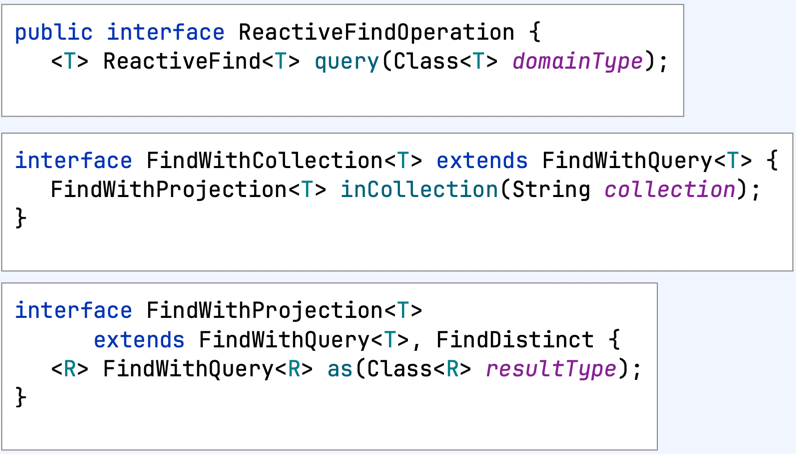 public interface ReactiveFindOperation {
<T> ReactiveFind<T> query(Class<T> domainType);
interface FindWithCollection<T> extends FindWithQuery<T> {
FindWithProjection<T> inCollection(String collection);
}
interface FindWithProjection<T>
extends FindWithQuery<T>, FindDistinct {
<R> FindWithQuery<R> as(Class<R> resultType);
}